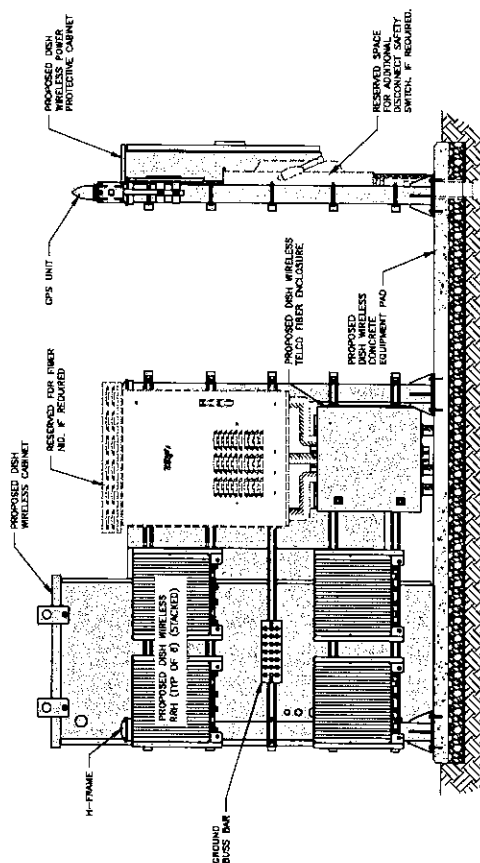 PROPOSED DISH
WIRELESS CABINET
RESERVED FOR FIBER
NID. IF REQUIRED
GPS UNIT
PROPOSED DISH
WIRELESS POWER
PROTECTIVE CABINET
H-FRAME
PROPOSED DISH WIRELESS
RRH (TYP OF 6) (STACKED)
PROPOSED DISH WIRELESS
TELCO FIBER ENCLOSURE
RESERVED SPACE
FOR ADDITIONAL
DISCONNECT SAFETY
SWITCH, IF REQUIRED.
GROUND
BUSS BAR
PROPOSED
DISH WIRELESS
CONCRETE
EQUIPMENT PAD